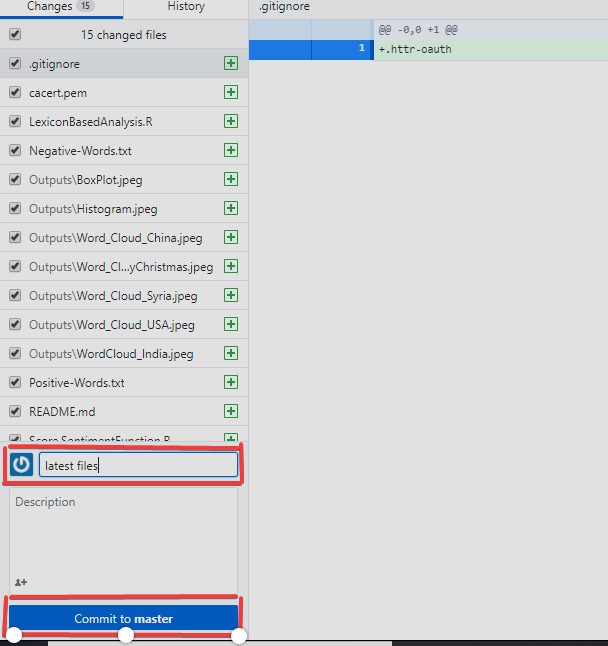 Changes 15 History
15 changed files
.gitignore
cacert.pem
LexiconBasedAnalysis.R
Negative-Words.txt
Outputs\BoxPlot.jpeg
Outputs\Histogram.jpeg
Outputs\Word_Cloud_China.jpeg
Outputs\Word_Cl...yChristmas.jpeg
Outputs\Word_Cloud_Syria.jpeg
Outputs\Word_Cloud_USA.jpeg
Outputs\WordCloud_India.jpeg
Positive-Words.txt
README.md
Score SentimentFunction.R
latest files
Description
Commit to master
.gitignore
@@ -0,0 +1 @@
1 +.httr-oauth